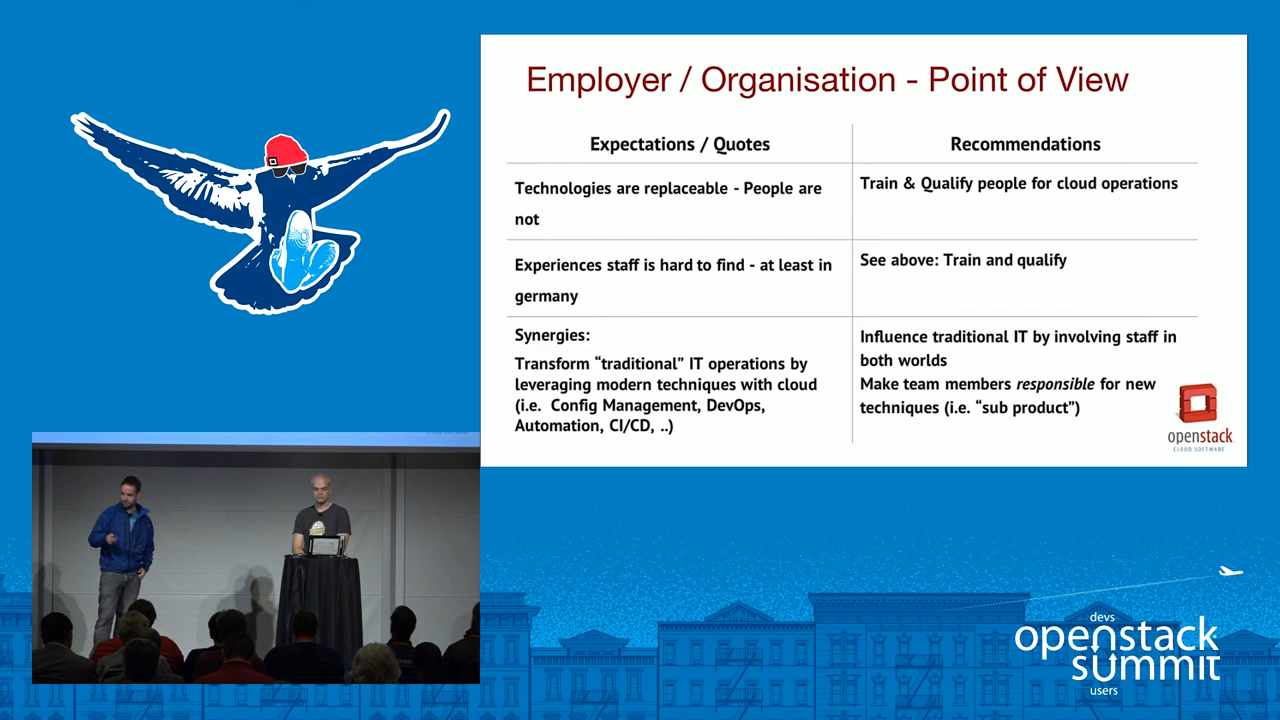 Employer / Organisation - Point of View
Expectations / Quotes
Recommendations
Technologies are replaceable - People are
not
Train & Qualify people for cloud operations
Experiences staff is hard to find - at least in
germany
See above: Train and qualify
Synergies:
Transform “traditional” IT operations by
leveraging modern techniques with cloud
(i.e. Config Management, DevOps,
Automation, CI/CD, ..)
Influence traditional IT by involving staff in
both worlds
Make team members responsible for new
techniques (i.e. “sub product”)
openstack
CLOUD SOFTWARE
devs
openstack
summit
users